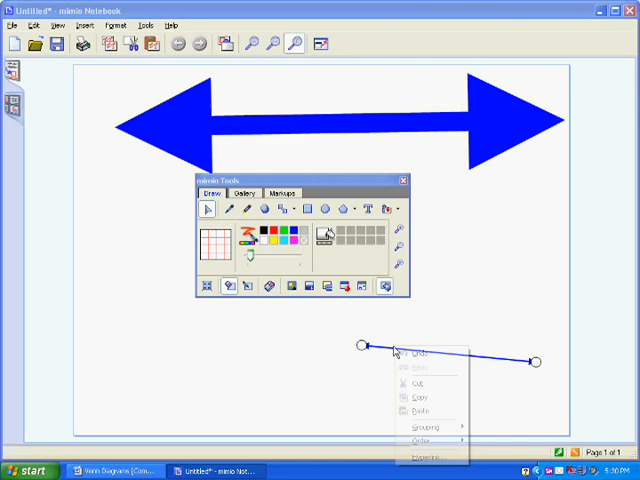 Untitled* - mimio Notebook
File Edit View Insert Format Tools Help
mimio Tools
Draw Gallery Markups
Undo
Redo
Cut
Copy
Paste
Grouping
Order
Hyperlink...
Page 1 of 1
start Venn Diagrams (Com... Untitled* - mimio Not... 5:30 PM